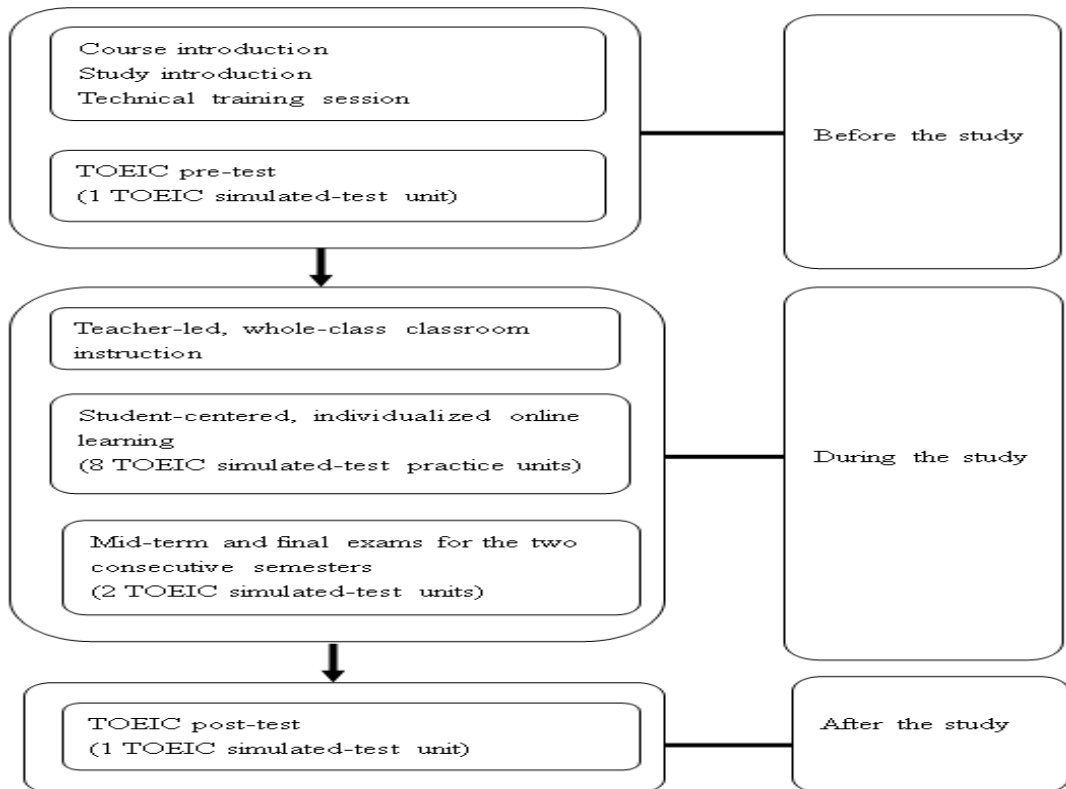 Course introduction
Study introduction
Technical training session
Before the study
TOEIC pre-test
(1 TOEIC simulated-test unit)
Teacher-led, whole-class classroom
instruction
Student-centered, individualized online
learning
(8 TOEIC simulated-test practice units)
During the study
Mid-term and final exams for the two
consecutive semesters
(2 TOEIC simulated-test units)
TOEIC post-test
(1 TOEIC simulated-test unit)
After the study